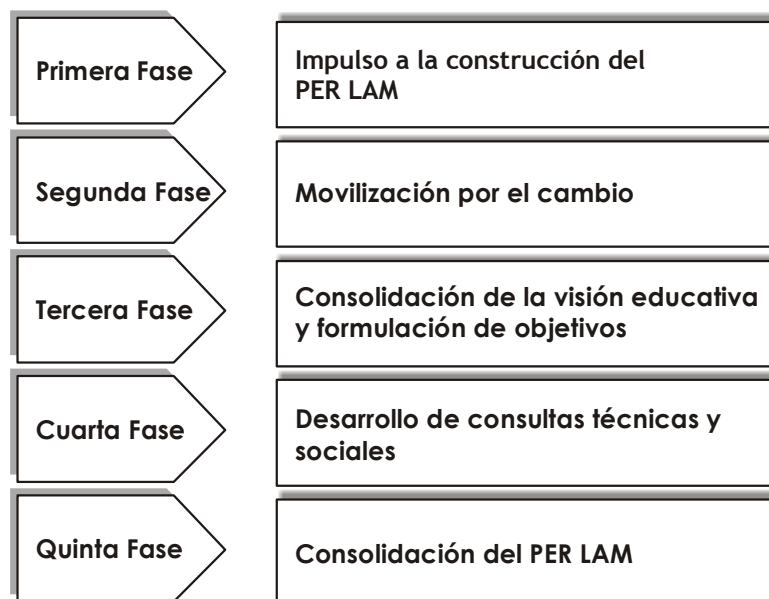 Primera Fase
Impulso a la construcción del
PER LAM
Segunda Fase
Movilización por el cambio
Tercera Fase
Consolidación de la visión educativa
y formulación de objetivos
Cuarta Fase
Desarrollo de consultas técnicas y
sociales
Quinta Fase
Consolidación del PER LAM